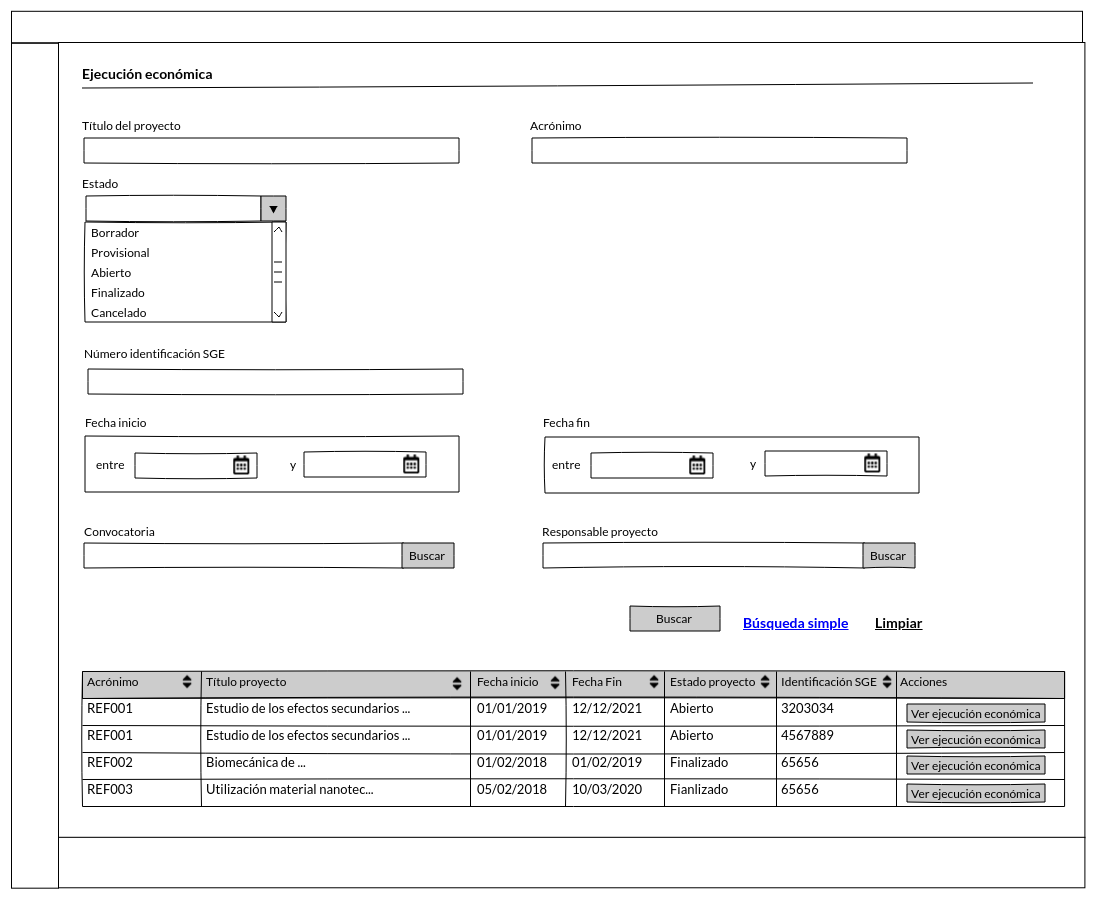 Ejecución económica
Título del proyecto Acrónimo
Estado
Borrador
Provisional
Abierto
Finalizado
Cancelado
Número identificación SGE
Fecha inicio Fecha fin
entre y entre y
Convocatoria Responsable proyecto
Buscar Buscar
Buscar Búsqueda simple Limpiar
Acrónimo Título proyecto Fecha inicio Fecha Fin Estado proyecto Identificación SGE Acciones
REF001 Estudio de los efectos secundarios ... 01/01/2019 12/12/2021 Abierto 3203034 Ver ejecución económica
REF001 Estudio de los efectos secundarios ... 01/01/2019 12/12/2021 Abierto 4567889 Ver ejecución económica
REF002 Biomecánica de ... 01/02/2018 01/02/2019 Finalizado 65656 Ver ejecución económica
REF003 Utilización material nanotec... 05/02/2018 10/03/2020 Fianlizado 65656 Ver ejecución económica